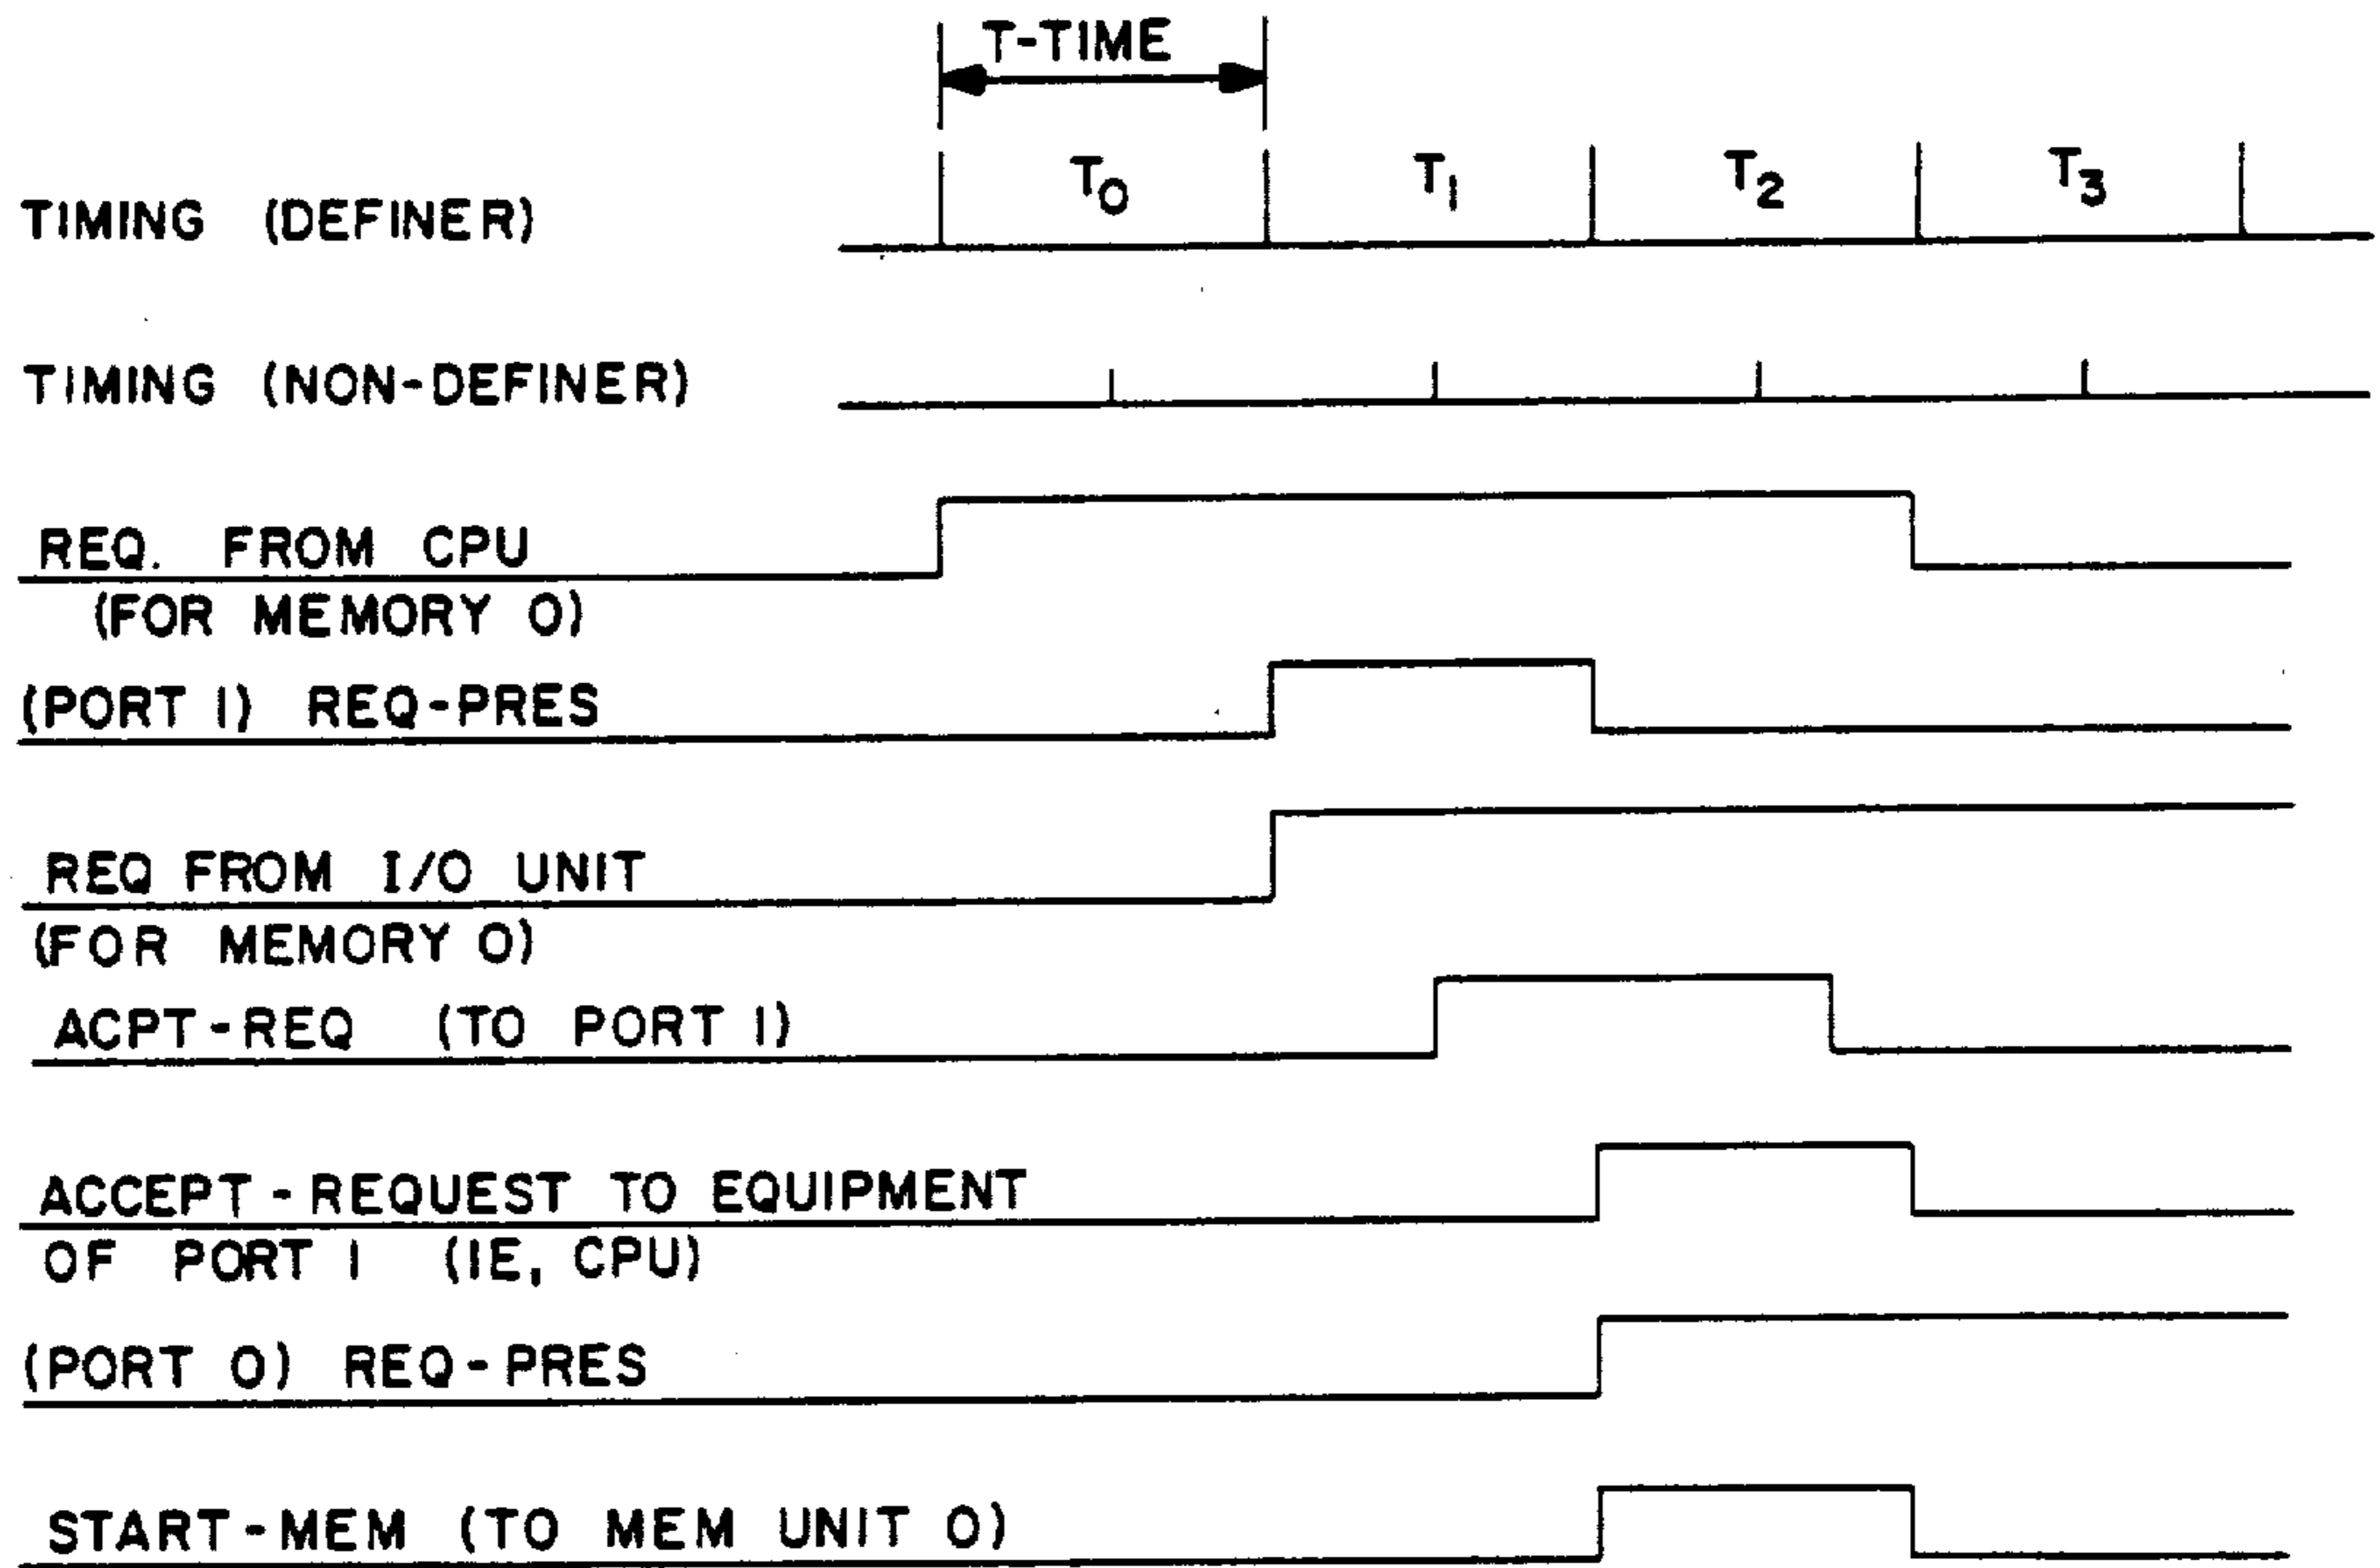 T-TIME
T0 T1 T2 T3
TIMING (DEFINER)
TIMING (NON-DEFINER)
REQ. FROM CPU
(FOR MEMORY 0)
(PORT 1) REQ-PRES
REQ FROM I/O UNIT
(FOR MEMORY 0)
ACPT-REQ (TO PORT 1)
ACCEPT-REQUEST TO EQUIPMENT
OF PORT 1 (IE, CPU)
(PORT 0) REQ-PRES
START-MEM (TO MEM UNIT 0)